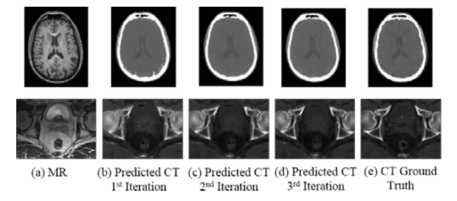 (a) (b) (c) (d) (e)
(a) MR (b) Predicted CT (c) Predicted CT (d) Predicted CT (e) CT Ground
1st Iteration 2nd Iteration 3rd Iteration Truth